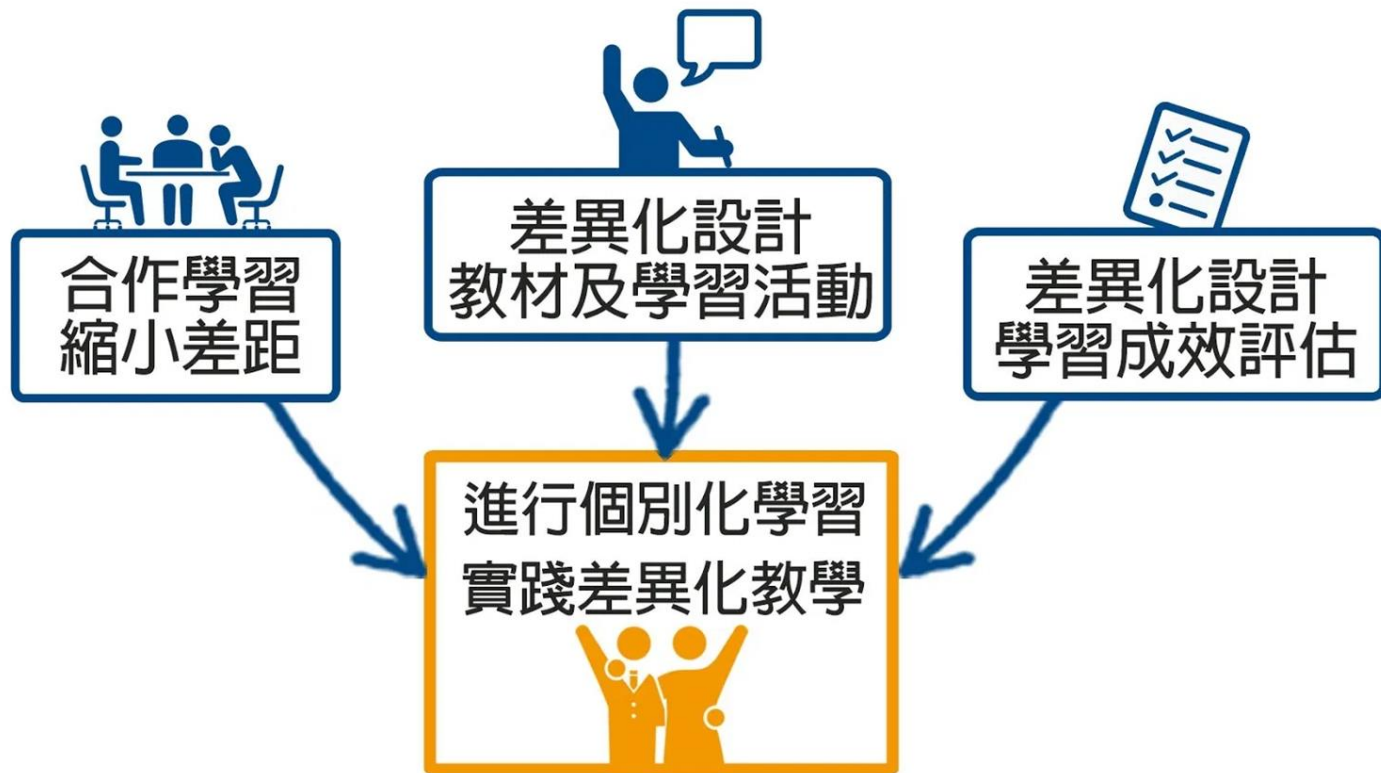 合作學習
縮小差距
差異化設計
教材及學習活動
差異化設計
學習成效評估
進行個別化學習
實踐差異化教學